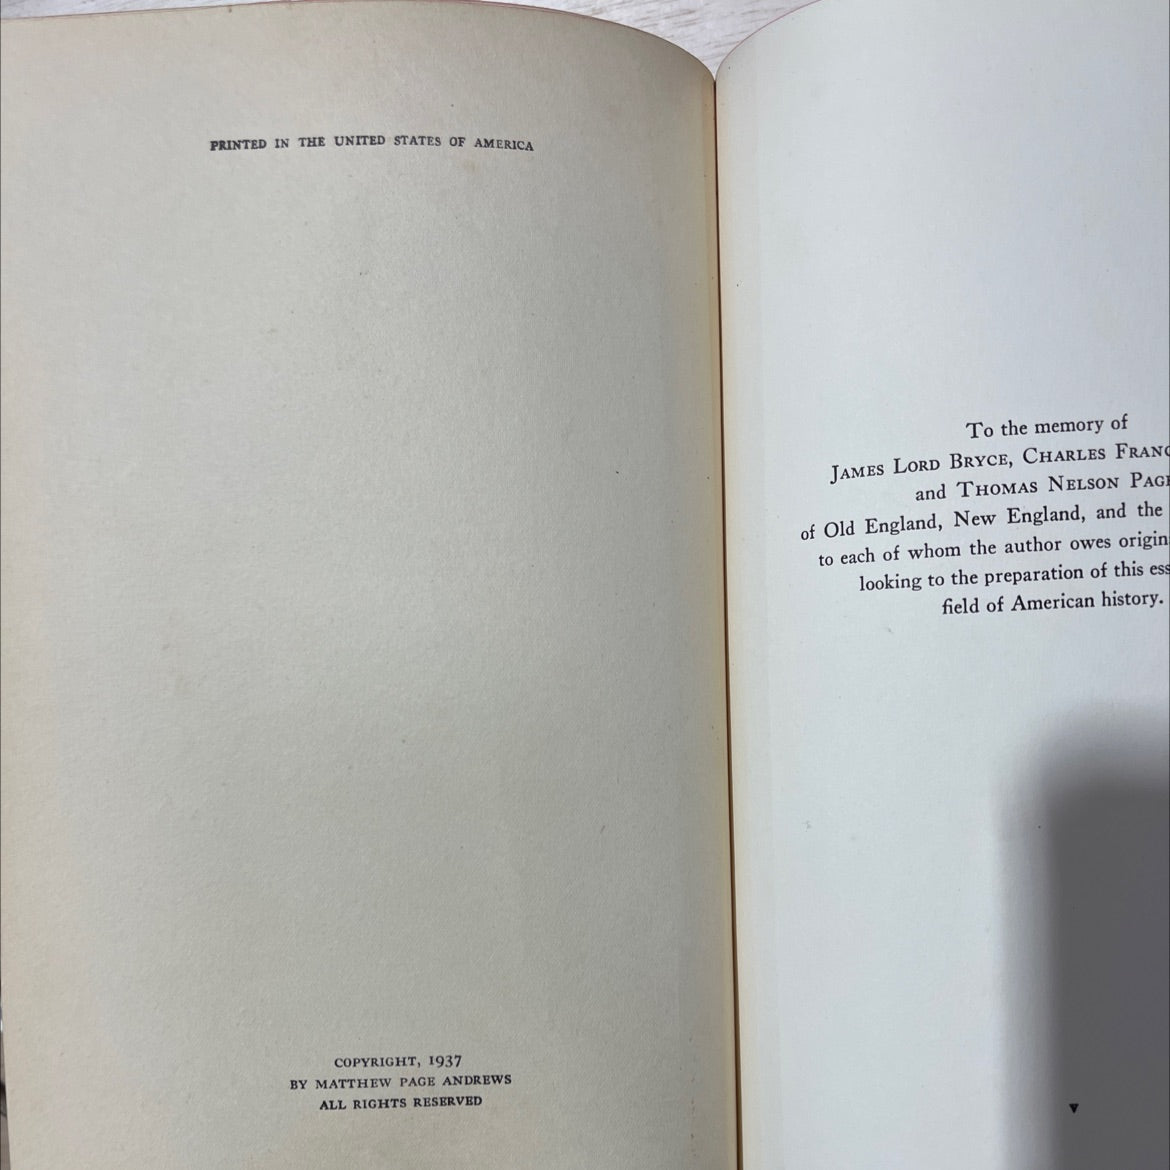 PRINTED IN THE UNITED STATES OF AMERICA
COPYRIGHT, 1937
BY MATTHEW PAGE ANDREWS
ALL RIGHTS RESERVED
To the memory of
JAMES LORD BRYCE, CHARLES
and THOMAS NELSON
of Old England, New England, and the
to each of whom the author owes
looking to the preparation of this
field of American history.